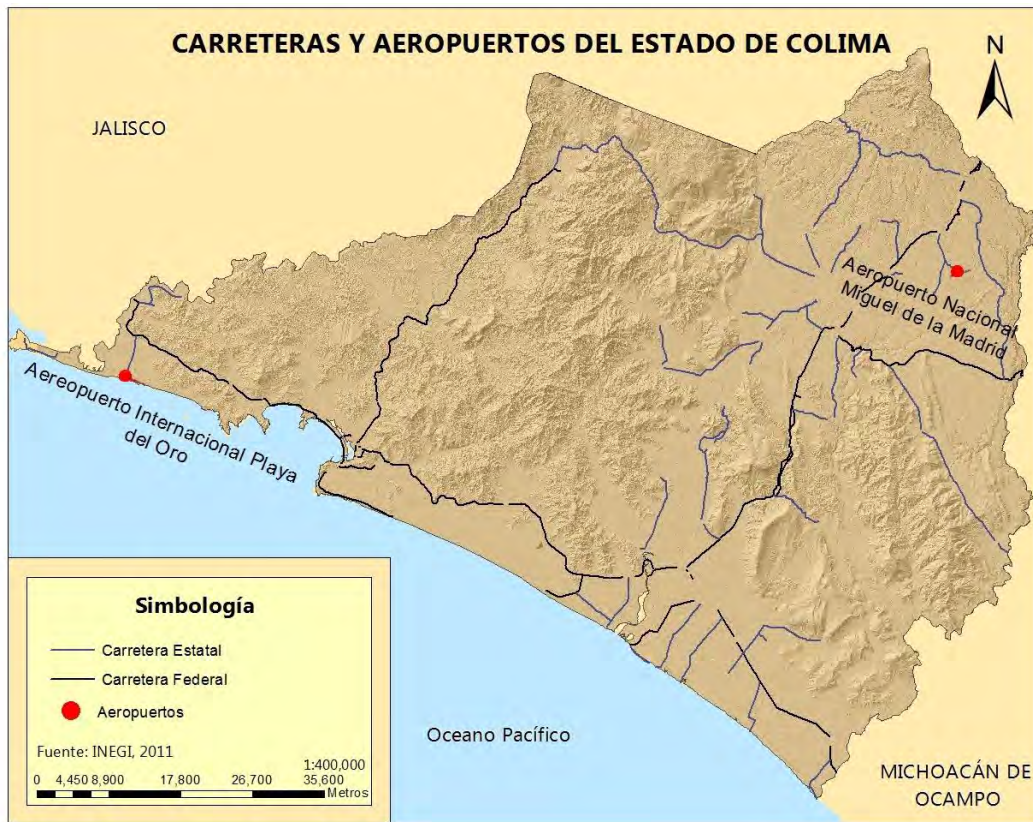 CARRETERAS Y AEROPUERTOS DEL ESTADO DE COLIMA
N
JALISCO
Aeropuerto Nacional
Miguel de la Madrid
Aereopuerto Internacional Playa
del Oro
Simbología
Carretera Estatal
Carretera Federal
Aeropuertos
Fuente: INEGI, 2011
1:400,000
0 4,450 8,900 17,800 26,700 35,600
Metros
Oceano Pacífico
MICHOACÁN DE
OCAMPO